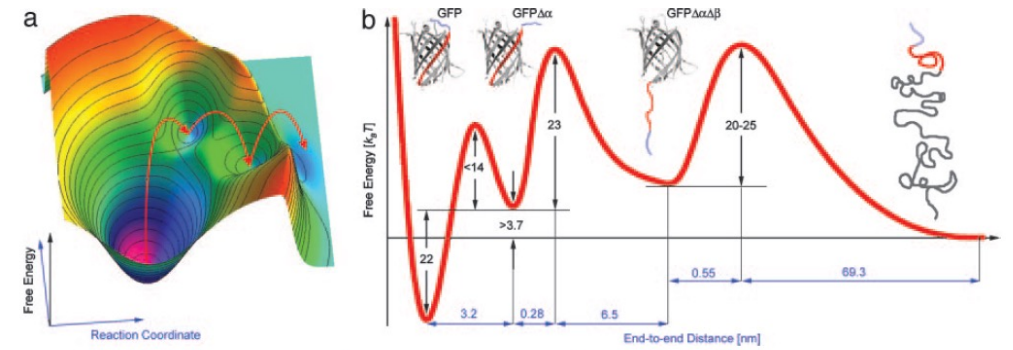 a
Free Energy
Reaction Coordinate
b
GFP
GFPΔα
GFPΔαΔβ
Free Energy [kBT]
<14
23
20-25
>3.7
22
0.55
69.3
3.2
0.28
6.5
End-to-end Distance [nm]